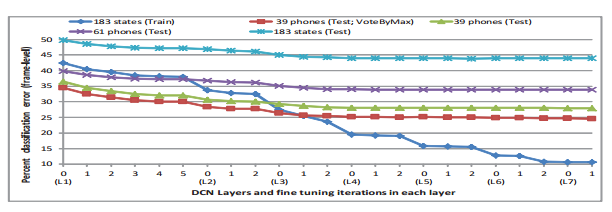 183 states (Train) 39 phones (Test; VoteByMax) 39 phones (Test)
61 phones (Test) 183 states (Test)
Percent classification error (frame-level)
50
45
40
35
30
25
20
15
10
0 1 2 3 4 5 0 1 2 0 1 2 0 1 2 0 1 2 0 1 2 0 1
(L1) (L2) (L3) (L4) (L5) (L6) (L7)
DCN Layers and fine tuning iterations in each layer